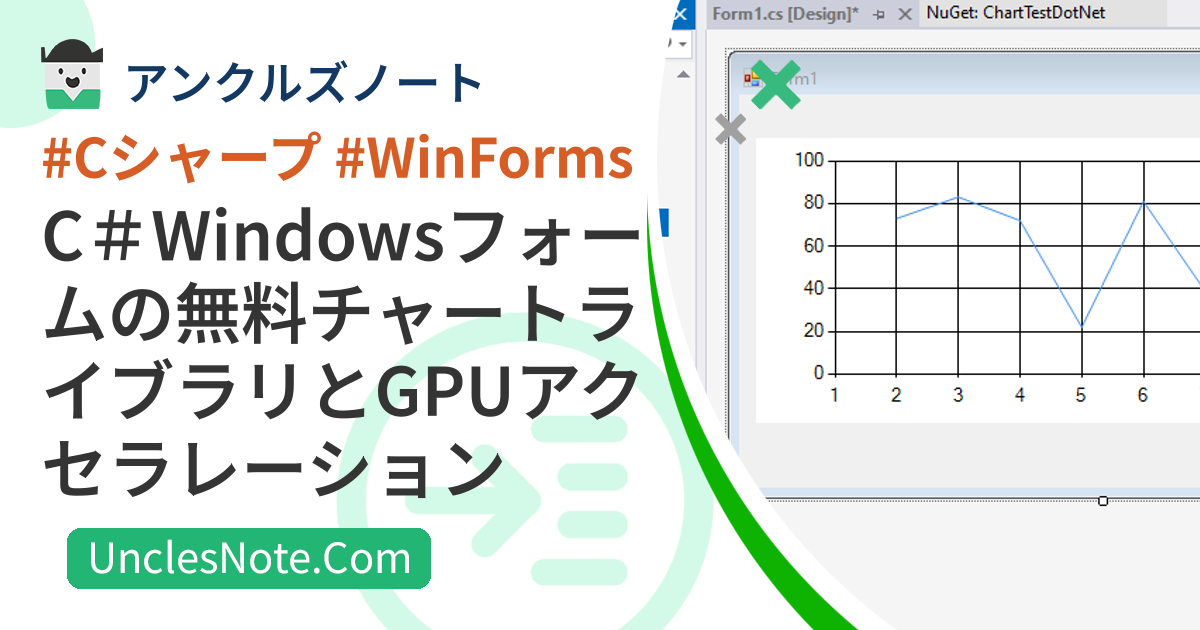 アンクルズノート
#Cシャープ #WinForms
C＃Windowsフォー
ムの無料チャートラ
イブラリとGPUアク
セラレーション
UnclesNote.Com
Form1.cs [Design]*
NuGet: ChartTestDotNet
100
80
60
40
20
0
1 2 3 4 5 6